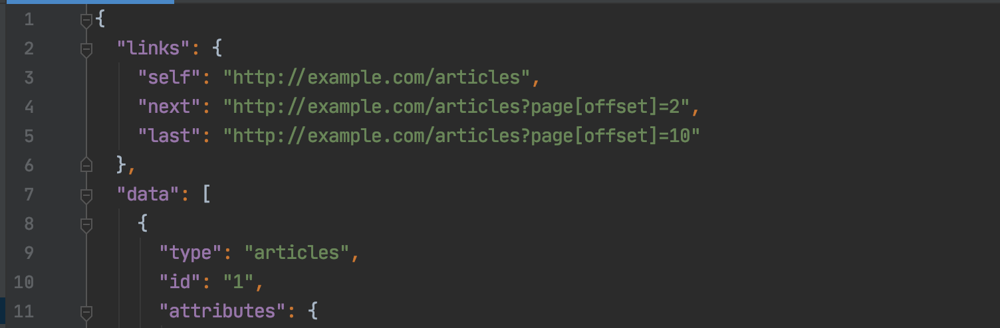 1 {
2   "links": {
3     "self": "http://example.com/articles",
4     "next": "http://example.com/articles?page[offset]=2",
5     "last": "http://example.com/articles?page[offset]=10"
6   },
7   "data": [
8     {
9       "type": "articles",
10       "id": "1",
11       "attributes": {